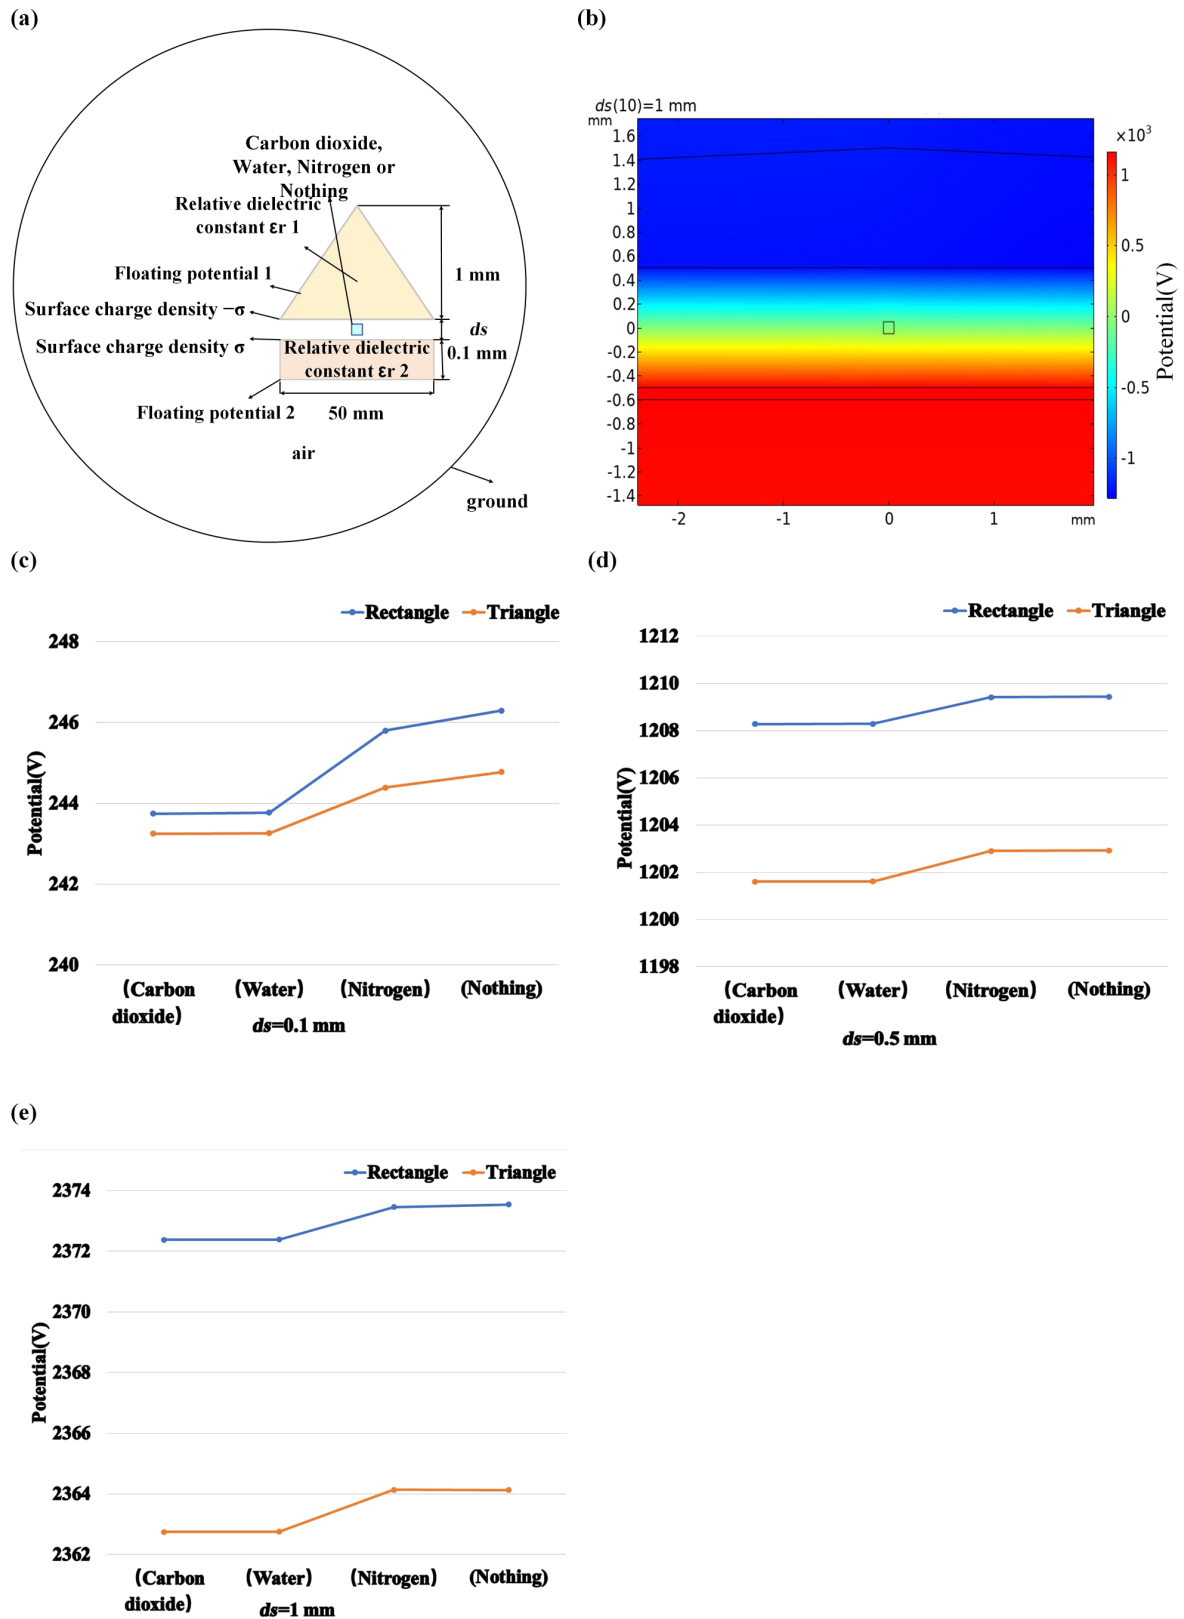 (a)
Carbon dioxide,
Water, Nitrogen or
Nothing
Relative dielectric
constant εr 1
Floating potential 1
1 mm
Surface charge density −σ
ds
Surface charge density σ
0.1 mm
Relative dielectric
constant εr 2
Floating potential 2
50 mm
air
ground
(b)
ds(10)=1 mm
mm
1.6
1.4
1.2
1
0.8
0.6
0.4
0.2
0
-0.2
-0.4
-0.6
-0.8
-1
-1.2
-1.4
-2
-1
0
1
mm
×10³
1
0.5
0
-0.5
-1
Potential(V)
(c)
Rectangle
Triangle
248
246
244
242
240
Potential(V)
(Carbon
dioxide)
(Water)
(Nitrogen)
(Nothing)
ds=0.1 mm
(d)
Rectangle
Triangle
1212
1210
1208
1206
1204
1202
1200
1198
Potential(V)
(Carbon
dioxide)
(Water)
(Nitrogen)
(Nothing)
ds=0.5 mm
(e)
Rectangle
Triangle
2374
2372
2370
2368
2366
2364
2362
Potential(V)
(Carbon
dioxide)
(Water)
(Nitrogen)
(Nothing)
ds=1 mm